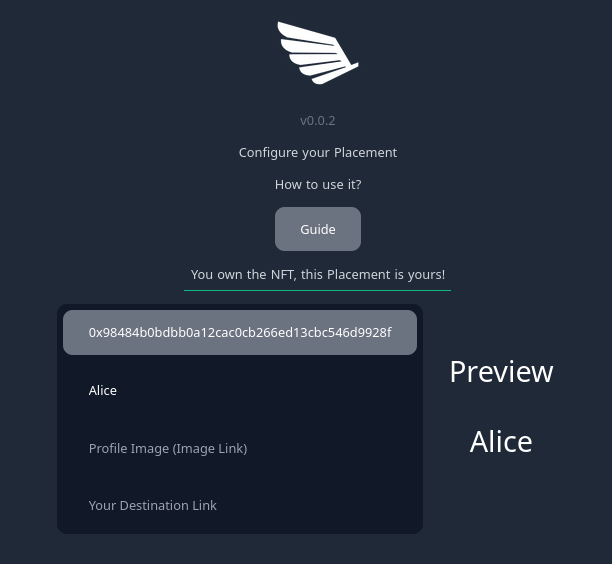 v0.0.2
Configure your Placement
How to use it?
Guide
You own the NFT, this Placement is yours!
0x98484b0bdbb0a12cac0cb266ed13cbc546d9928f
Alice
Profile Image (Image Link)
Your Destination Link
Preview
Alice